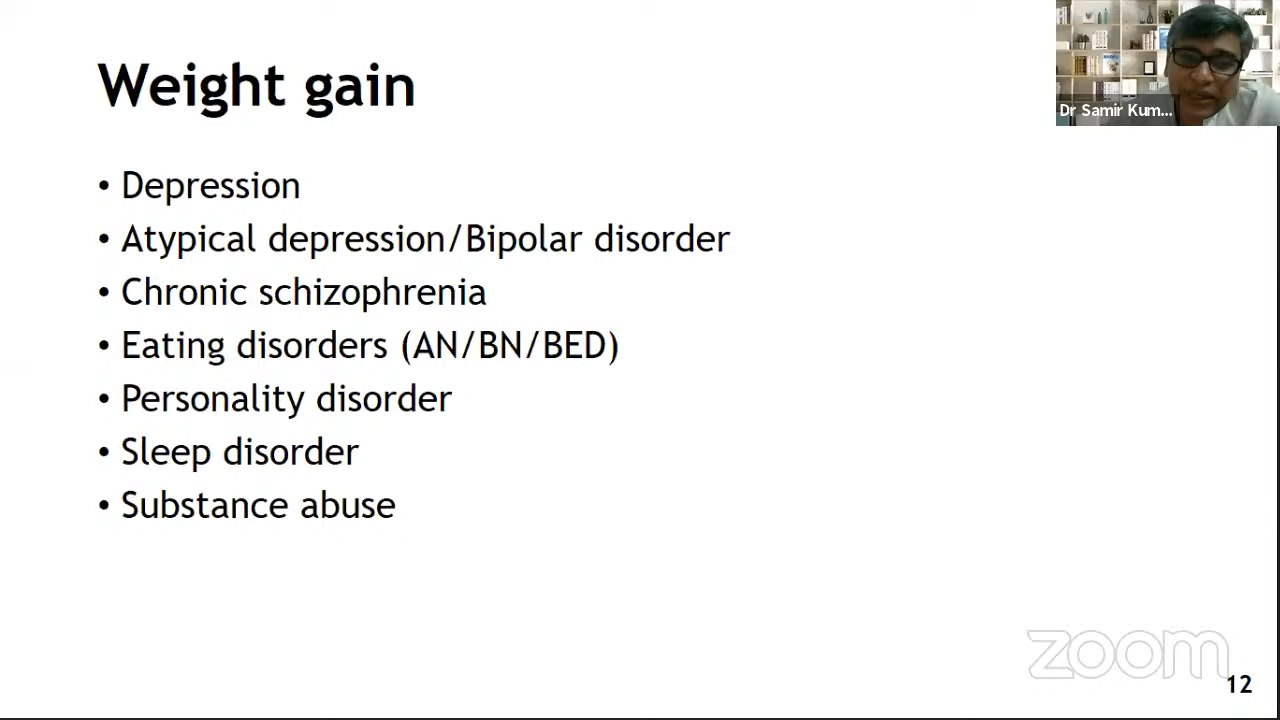 Weight gain
Dr Samir Kum...
• Depression
• Atypical depression/Bipolar disorder
• Chronic schizophrenia
• Eating disorders (AN/BN/BED)
• Personality disorder
• Sleep disorder
• Substance abuse
zoom
12